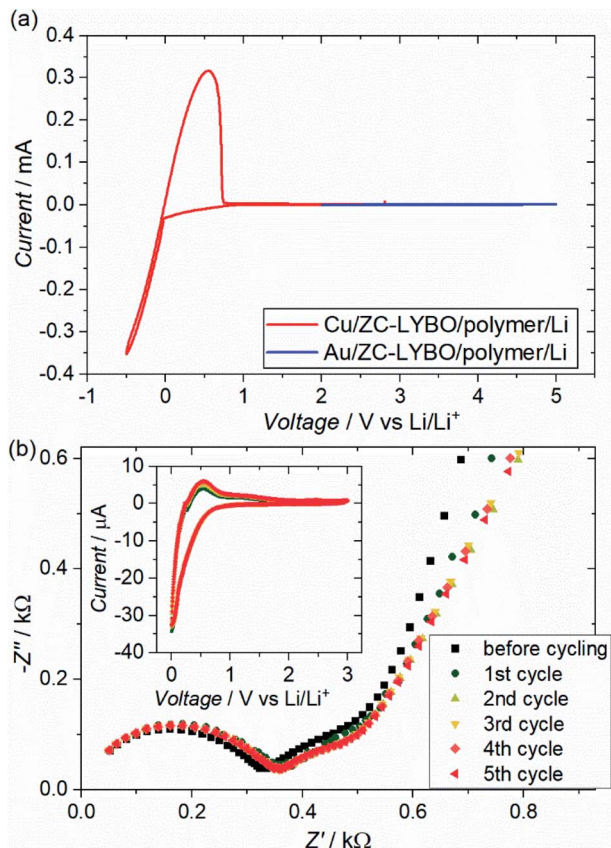 (a)
Current / mA
0.4
0.3
0.2
0.1
0.0
-0.1
-0.2
-0.3
-0.4
Cu/ZC-LYBO/polymer/Li
Au/ZC-LYBO/polymer/Li
-1 0 1 2 3 4 5
Voltage / V vs Li/Li⁺
(b)
-Z'' / kΩ
0.6
0.4
0.2
0.0
Current / μA
10
0
-10
-20
-30
-40
0 1 2 3
Voltage / V vs Li/Li⁺
before cycling
1st cycle
2nd cycle
3rd cycle
4th cycle
5th cycle
0.0 0.2 0.4 0.6 0.8
Z' / kΩ